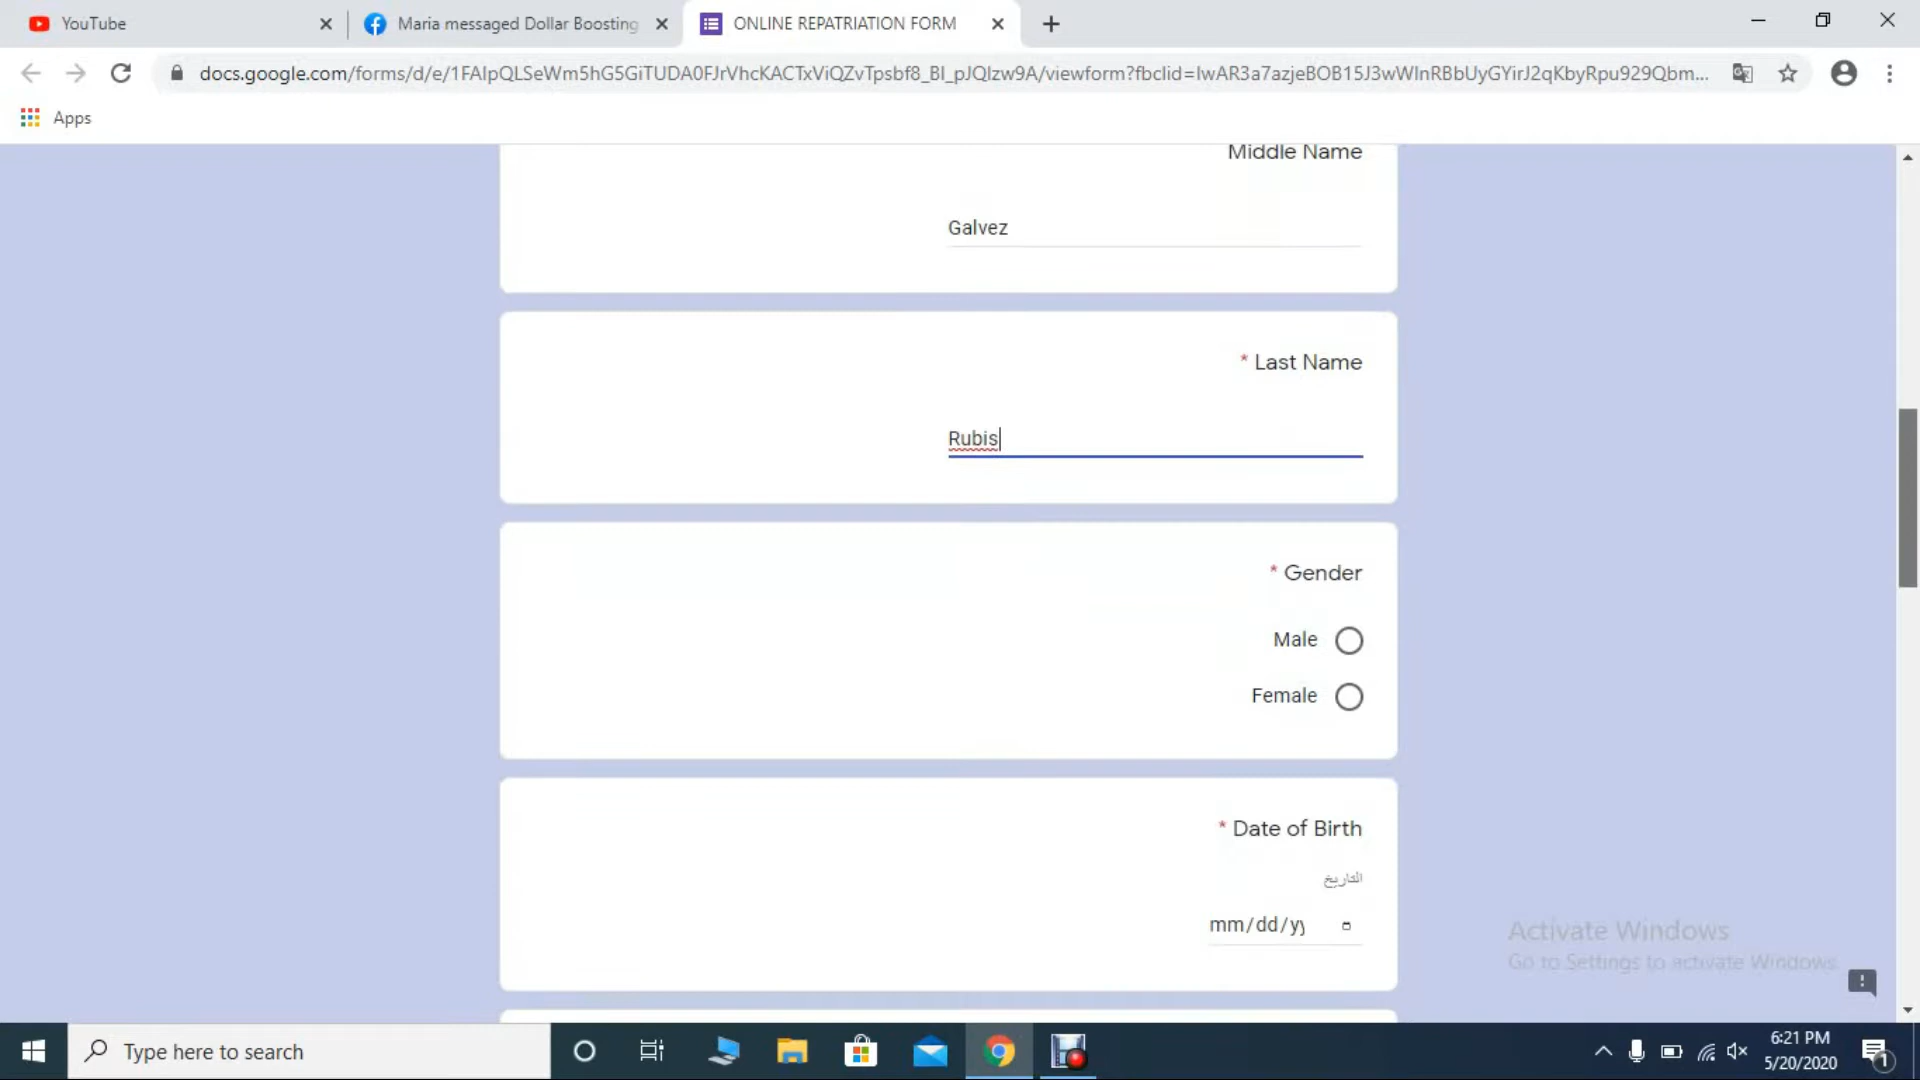 YouTube
Maria messaged Dollar Boosting
ONLINE REPATRIATION FORM
docs.google.com/forms/d/e/1FAIpQLSeWm5hG5GiTUDA0FJrVhcKACTxViQZvTpsbf8_BI_pJQIzw9A/viewform?fbclid=IwAR3a7azjeBOB15J3wWlnRBbUyGYirJ2qKbyRpu929Qbm...
Apps
Middle Name
Galvez
* Last Name
Rubis
* Gender
Male
Female
* Date of Birth
التاريخ
mm/dd/yy
Activate Windows
Go to Settings to activate Windows.
Type here to search
6:21 PM
5/20/2020
1